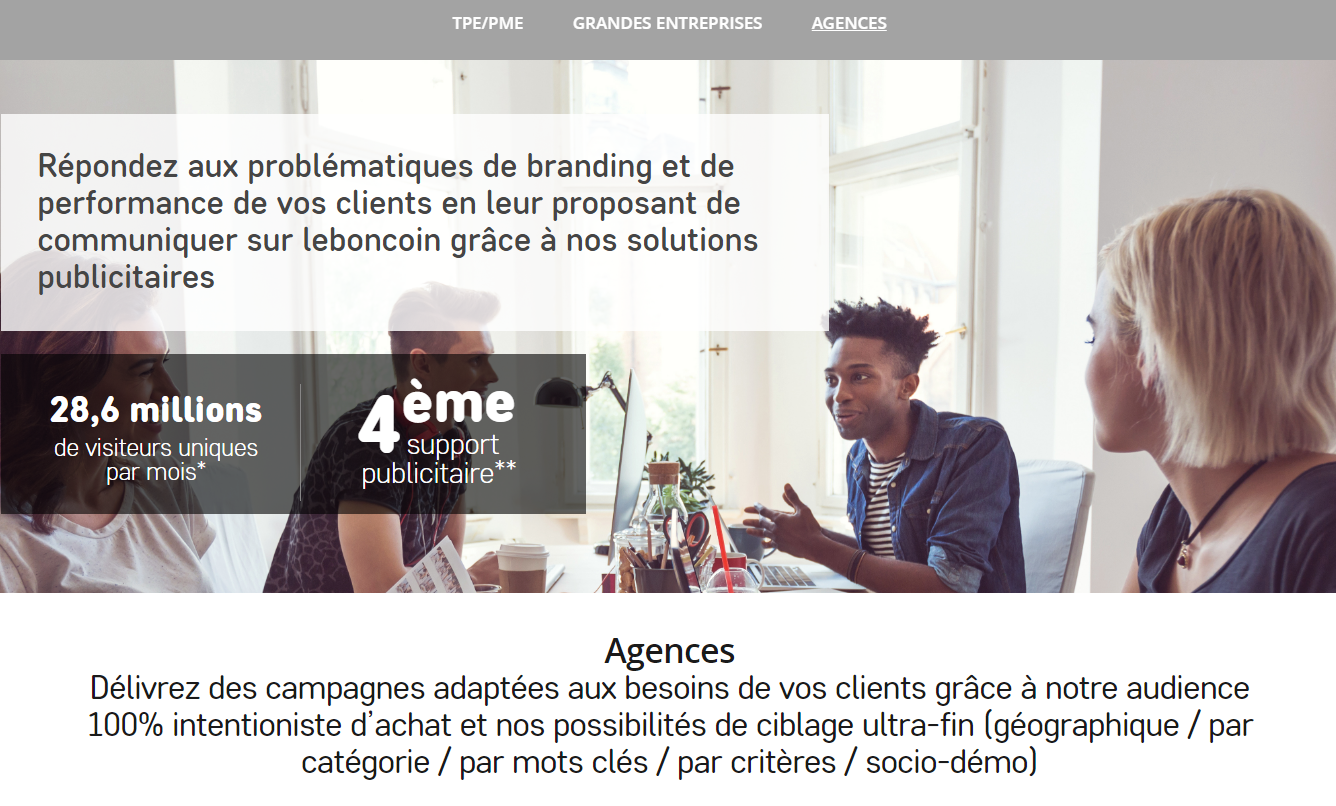 TPE/PME GRANDES ENTREPRISES AGENCES
Répondez aux problématiques de branding et de
performance de vos clients en leur proposant de
communiquer sur leboncoin grâce à nos solutions
publicitaires
28,6 millions
de visiteurs uniques
par mois*
4ème
support
publicitaire**
Agences
Délivrez des campagnes adaptées aux besoins de vos clients grâce à notre audience
100% intentioniste d’achat et nos possibilités de ciblage ultra-fin (géographique / par
catégorie / par mots clés / par critères / socio-démo)